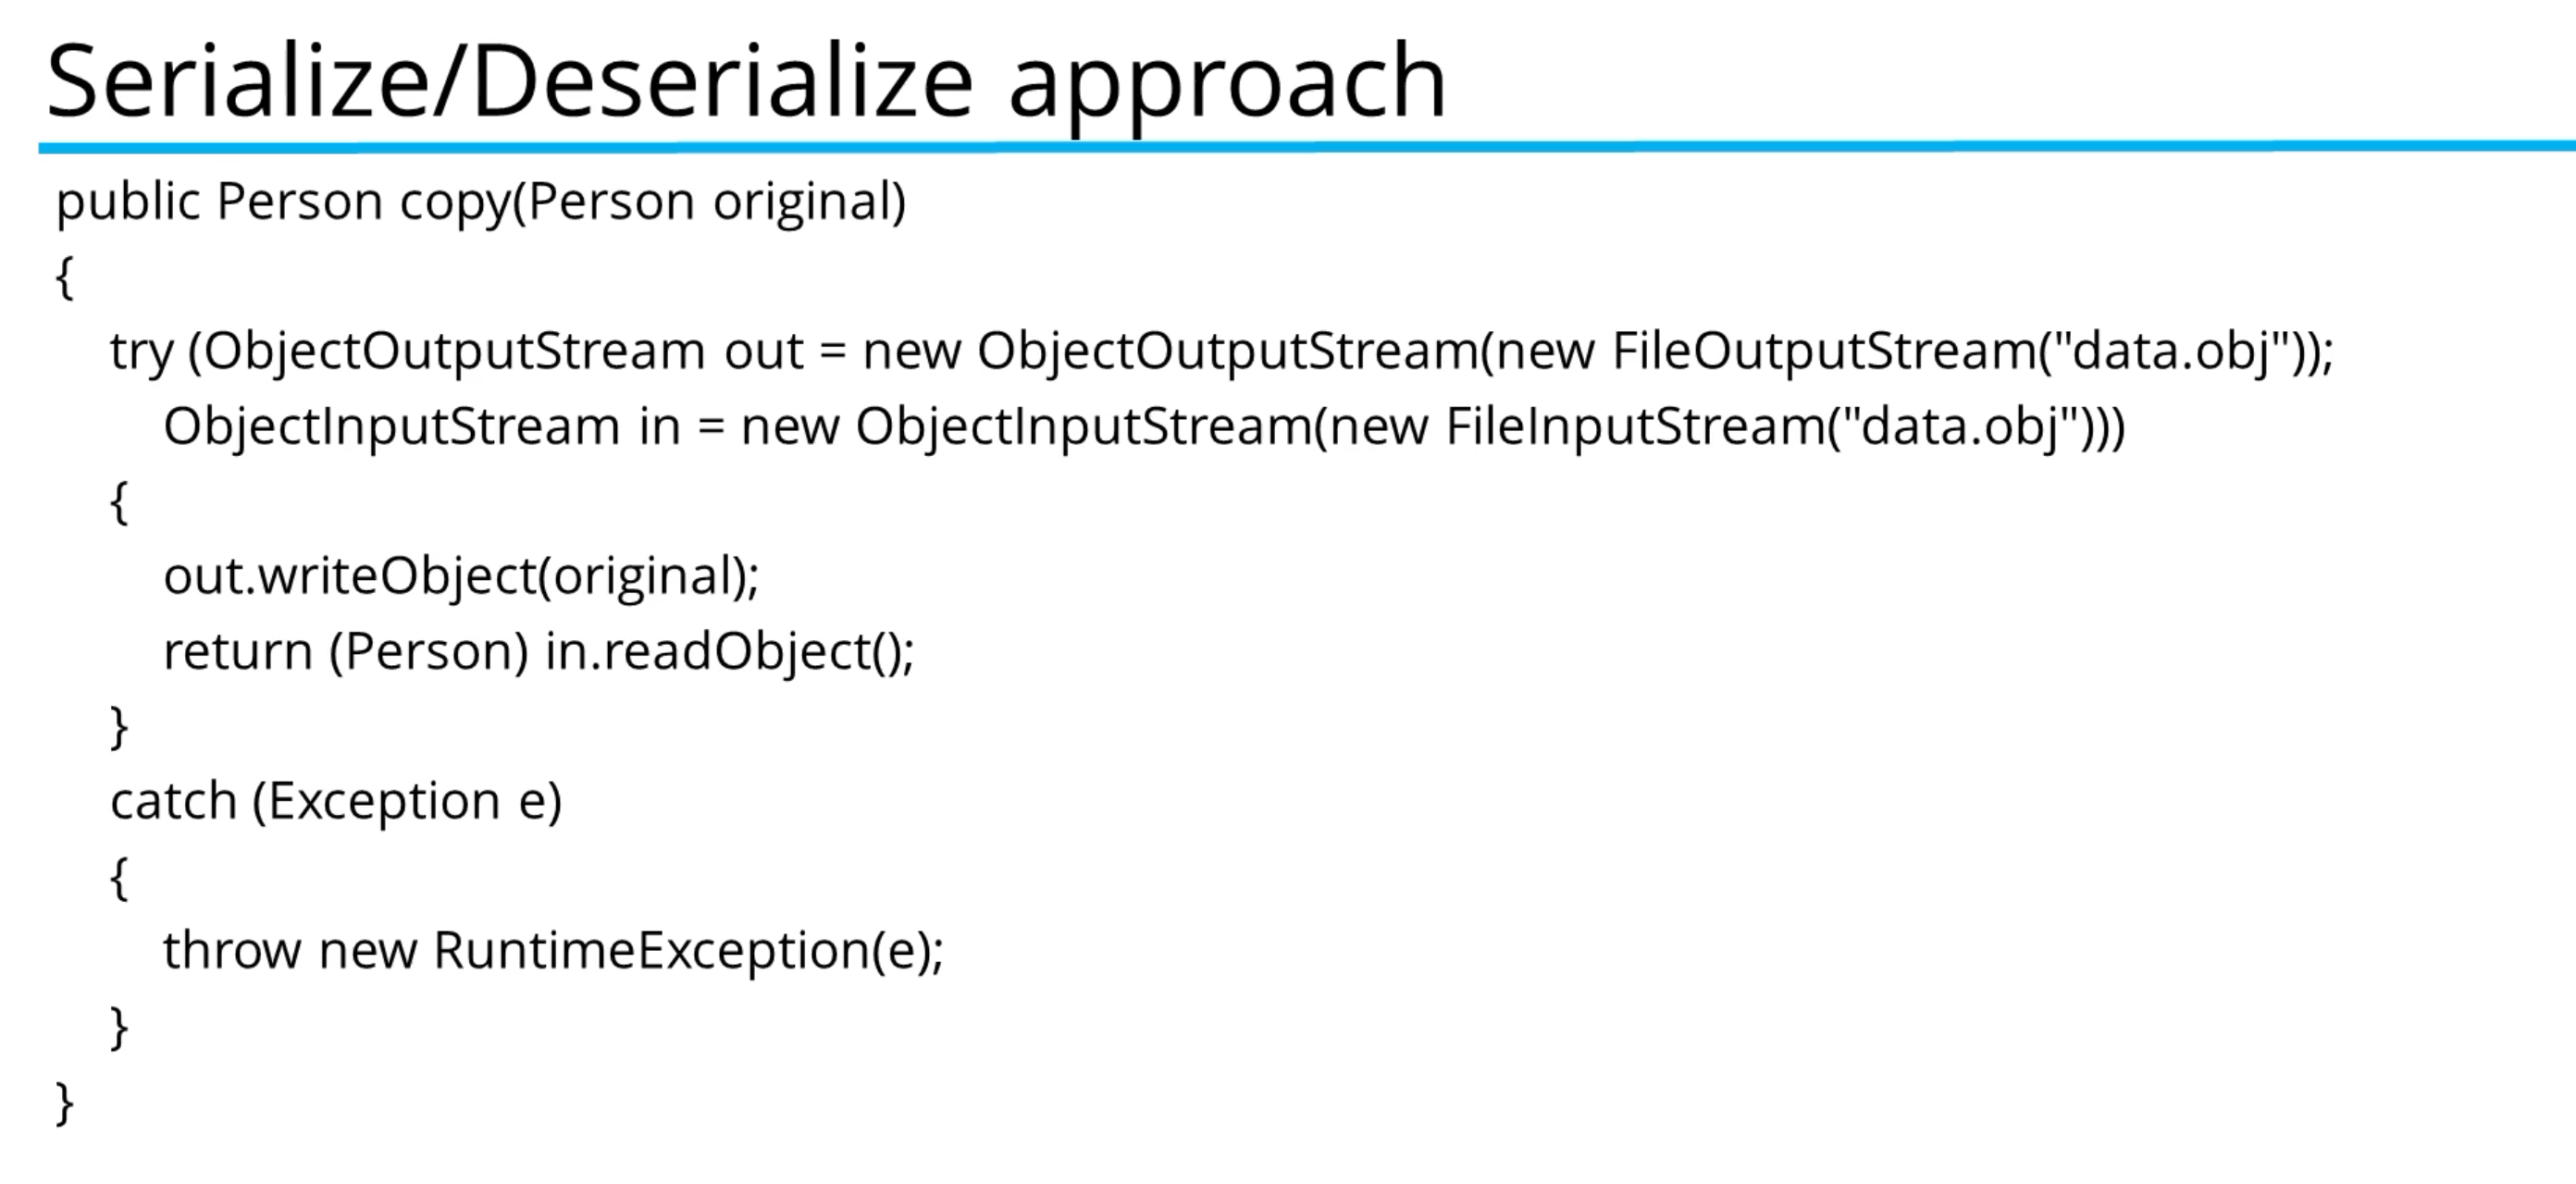 Serialize/Deserialize approach
public Person copy(Person original)
{
try (ObjectOutputStream out = new ObjectOutputStream(new FileOutputStream("data.obj"));
ObjectInputStream in = new ObjectInputStream(new FileInputStream("data.obj")))
{
out.writeObject(original);
return (Person) in.readObject();
}
catch (Exception e)
{
throw new RuntimeException(e);
}
}